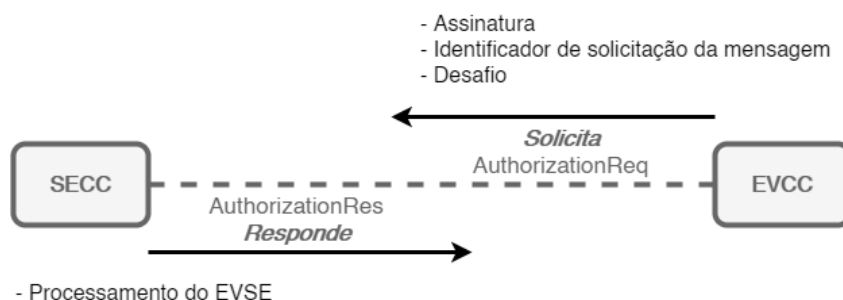 - Assinatura
- Identificador de solicitação da mensagem
- Desafio
Solicita
AuthorizationReq
SECC
EVCC
AuthorizationRes
Responde
- Processamento do EVSE